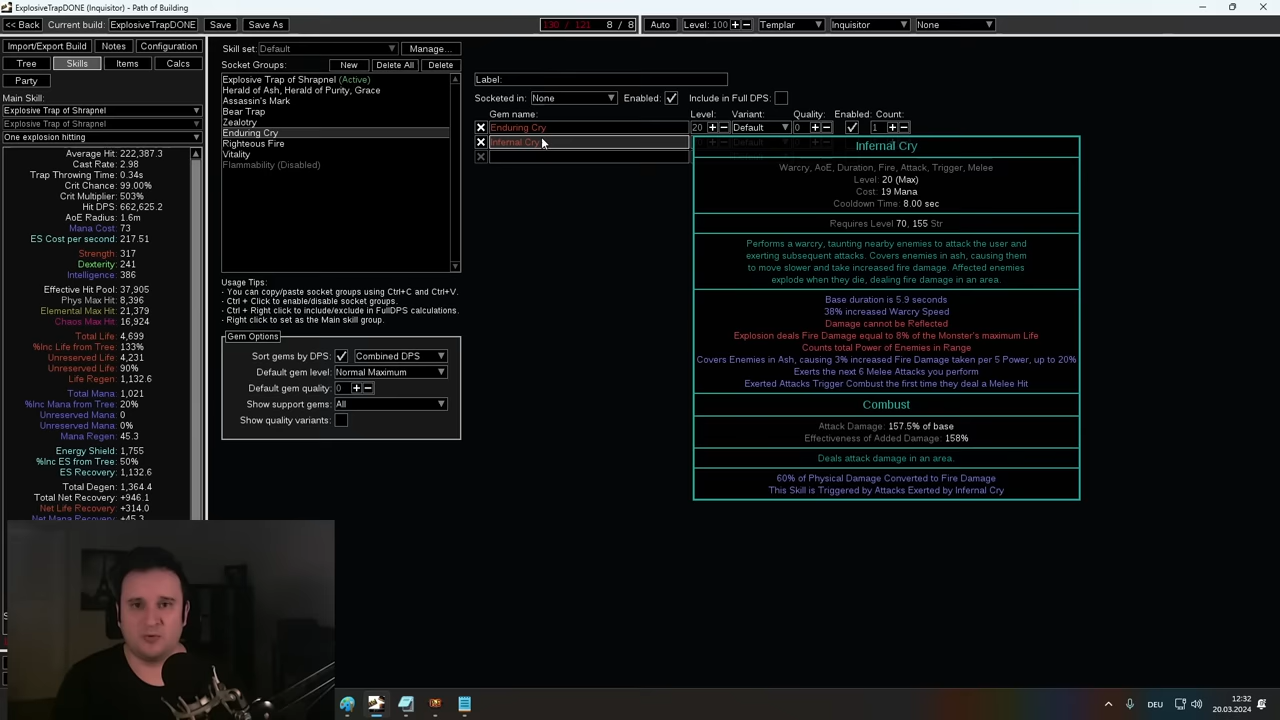 ExplosiveTrapDONE (Inquisitor) - Path of Building
<< Back Current build: ExplosiveTrapDONE Save Save As 130 / 121 8 / 8 Auto Level: 100 + − Templar Inquisitor None
Import/Export Build Notes Configuration
Tree Skills Items Calcs
Party
Main Skill:
Explosive Trap of Shrapnel
Explosive Trap of Shrapnel
One explosion hitting
Average Hit: 222,387.3
Cast Rate: 2.98
Trap Throwing Time: 0.34s
Crit Chance: 99.00%
Crit Multiplier: 503%
Hit DPS: 662,625.2
AoE Radius: 1.6m
Mana Cost: 73
ES Cost per second: 217.51
Strength: 317
Dexterity: 241
Intelligence: 386
Effective Hit Pool: 37,905
Phys Max Hit: 8,396
Elemental Max Hit: 21,379
Chaos Max Hit: 16,924
Total Life: 4,699
%Inc Life from Tree: 133%
Unreserved Life: 4,231
Unreserved Life: 90%
Life Regen: 1,132.6
Total Mana: 1,021
%Inc Mana from Tree: 20%
Unreserved Mana: 0
Unreserved Mana: 0%
Mana Regen: 45.3
Energy Shield: 1,755
%Inc ES from Tree: 50%
ES Recovery: 1,132.6
Total Degen: 1,364.4
Total Net Recovery: +946.1
Net Life Recovery: +314.0
Net Mana Recovery: +45.3
Skill set: Default Manage...
Socket Groups: New Delete All Delete
Explosive Trap of Shrapnel (Active)
Herald of Ash, Herald of Purity, Grace
Assassin's Mark
Bear Trap
Zealotry
Enduring Cry
Righteous Fire
Vitality
Flammability (Disabled)
Usage Tips:
- You can copy/paste socket groups using Ctrl+C and Ctrl+V.
- Ctrl + Click to enable/disable socket groups.
- Ctrl + Right click to include/exclude in FullDPS calculations.
- Right click to set as the Main skill group.
Gem Options
Sort gems by DPS: Combined DPS
Default gem level: Normal Maximum
Default gem quality: 0 + −
Show support gems: All
Show quality variants:
Label:
Socketed in: None Enabled: Include in Full DPS:
Gem name: Level: Variant: Quality: Enabled: Count:
Enduring Cry 20 + − Default 0 + − 1 + −
Infernal Cry
Infernal Cry
Warcry, AoE, Duration, Fire, Attack, Trigger, Melee
Level: 20 (Max)
Cost: 19 Mana
Cooldown Time: 8.00 sec
Requires Level 70, 155 Str
Performs a warcry, taunting nearby enemies to attack the user and
exerting subsequent attacks. Covers enemies in ash, causing them
to move slower and take increased fire damage. Affected enemies
explode when they die, dealing fire damage in an area.
Base duration is 5.9 seconds
38% increased Warcry Speed
Damage cannot be Reflected
Explosion deals Fire Damage equal to 8% of the Monster's maximum Life
Counts total Power of Enemies in Range
Covers Enemies in Ash, causing 3% increased Fire Damage taken per 5 Power, up to 20%
Exerts the next 6 Melee Attacks you perform
Exerted Attacks Trigger Combust the first time they deal a Melee Hit
Combust
Attack Damage: 157.5% of base
Effectiveness of Added Damage: 158%
Deals attack damage in an area.
60% of Physical Damage Converted to Fire Damage
This Skill is Triggered by Attacks Exerted by Infernal Cry
DEU 12:32
20.03.2024